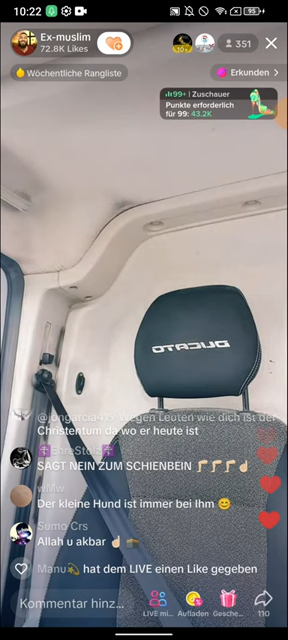 10:22
95
Ex-muslim
72.8K Likes
10
351
Wöchentliche Rangliste
Erkunden >
99+ | Zuschauer
Punkte erforderlich
für 99: 43.2K
DUCATO
Wegen Leuten wie dich ist der
Christentum da wo er heute ist
SAGT NEIN ZUM SCHIENBEIN
wMw
Der kleine Hund ist immer bei Ihm 😊
Sumo Crs
Allah u akbar ☝🏻
Manu hat dem LIVE einen Like gegeben
Kommentar hinz...
LIVE mi...
Aufladen
Gesche...
110